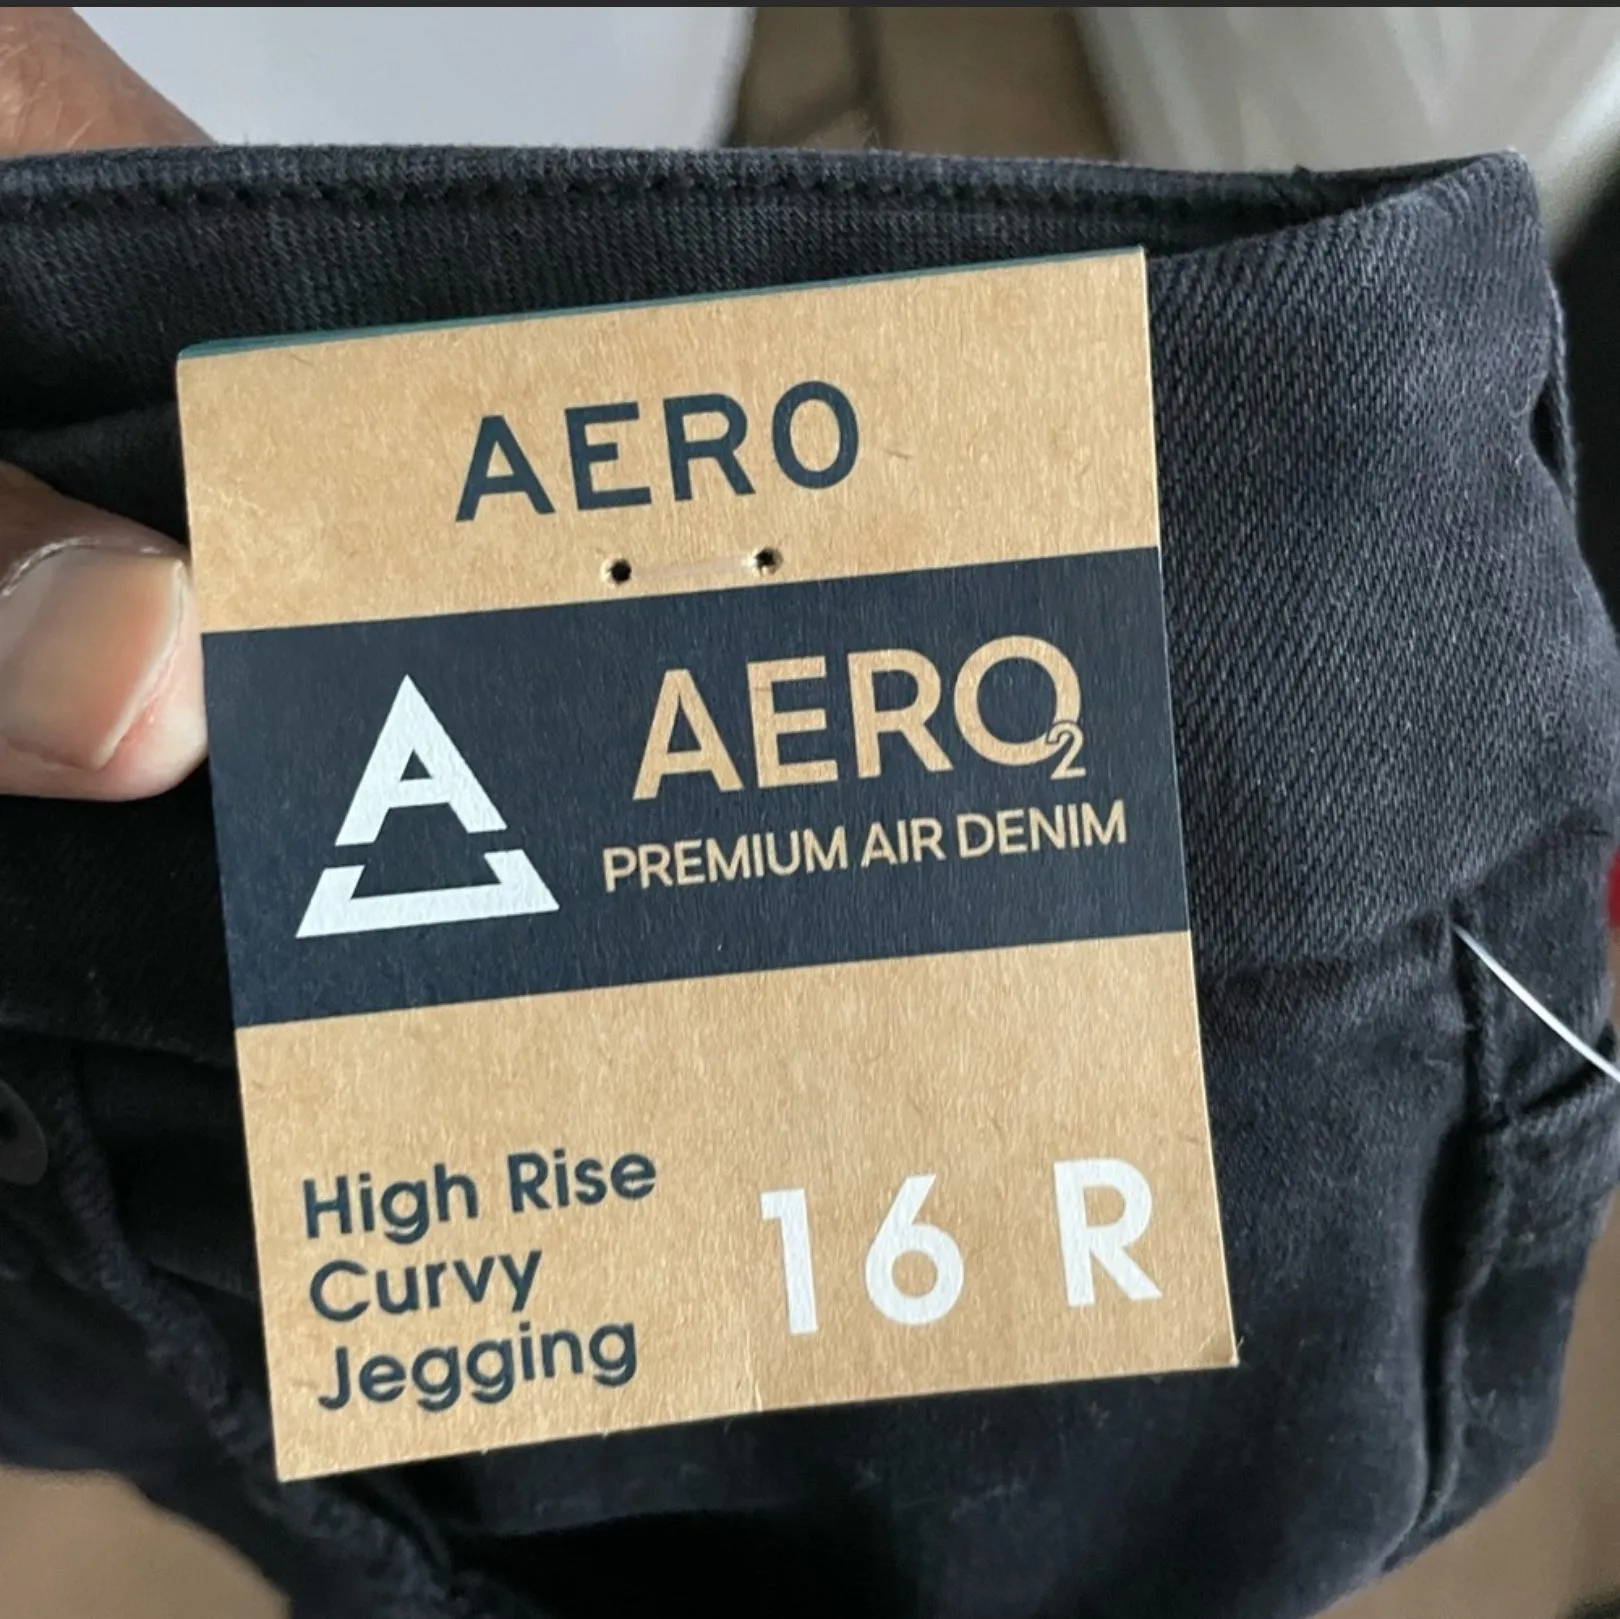 AERO
A AERO2
PREMIUM AIR DENIM
High Rise
Curvy
Jegging
16 R